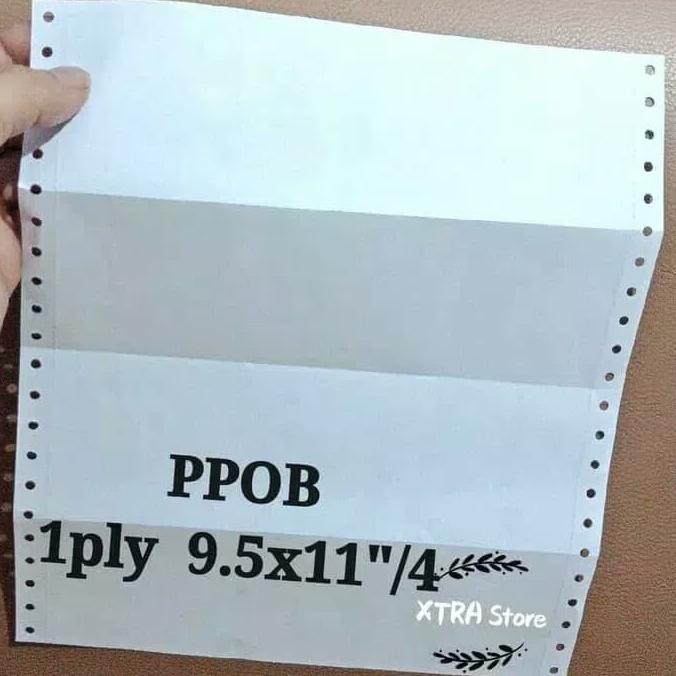 PPOB
1ply 9.5x11"/4
XTRA Store